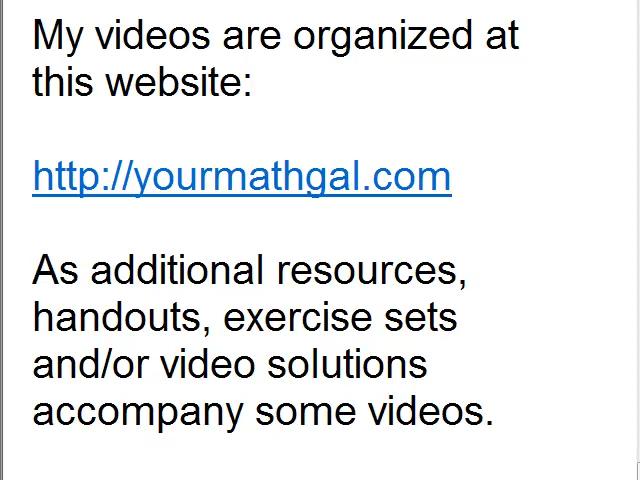 My videos are organized at
this website:
http://yourmathgal.com
As additional resources,
handouts, exercise sets
and/or video solutions
accompany some videos.